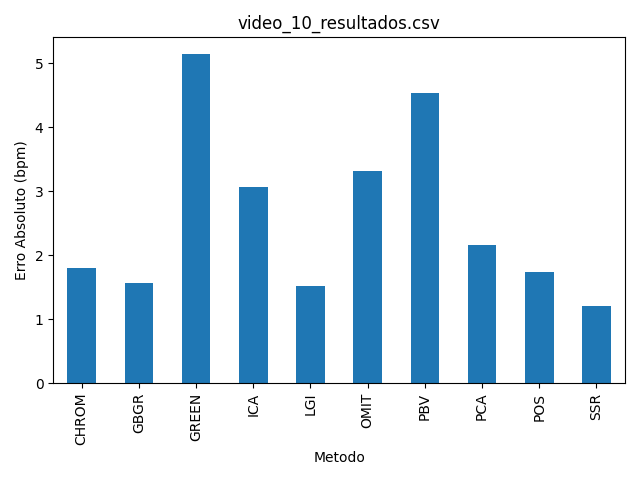 video_10_resultados.csv
Erro Absoluto (bpm)
5
4
3
2
1
0
CHROM
GBGR
GREEN
ICA
LGI
OMIT
PBV
PCA
POS
SSR
Metodo